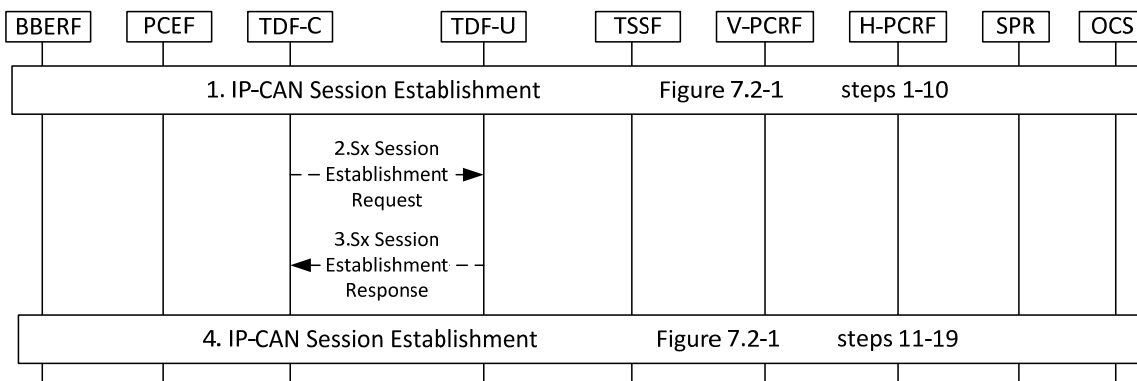 BBERF PCEF TDF-C TDF-U TSSF V-PCRF H-PCRF SPR OCS
1. IP-CAN Session Establishment Figure 7.2-1 steps 1-10
2.Sx Session
Establishment
Request
3.Sx Session
Establishment
Response
4. IP-CAN Session Establishment Figure 7.2-1 steps 11-19